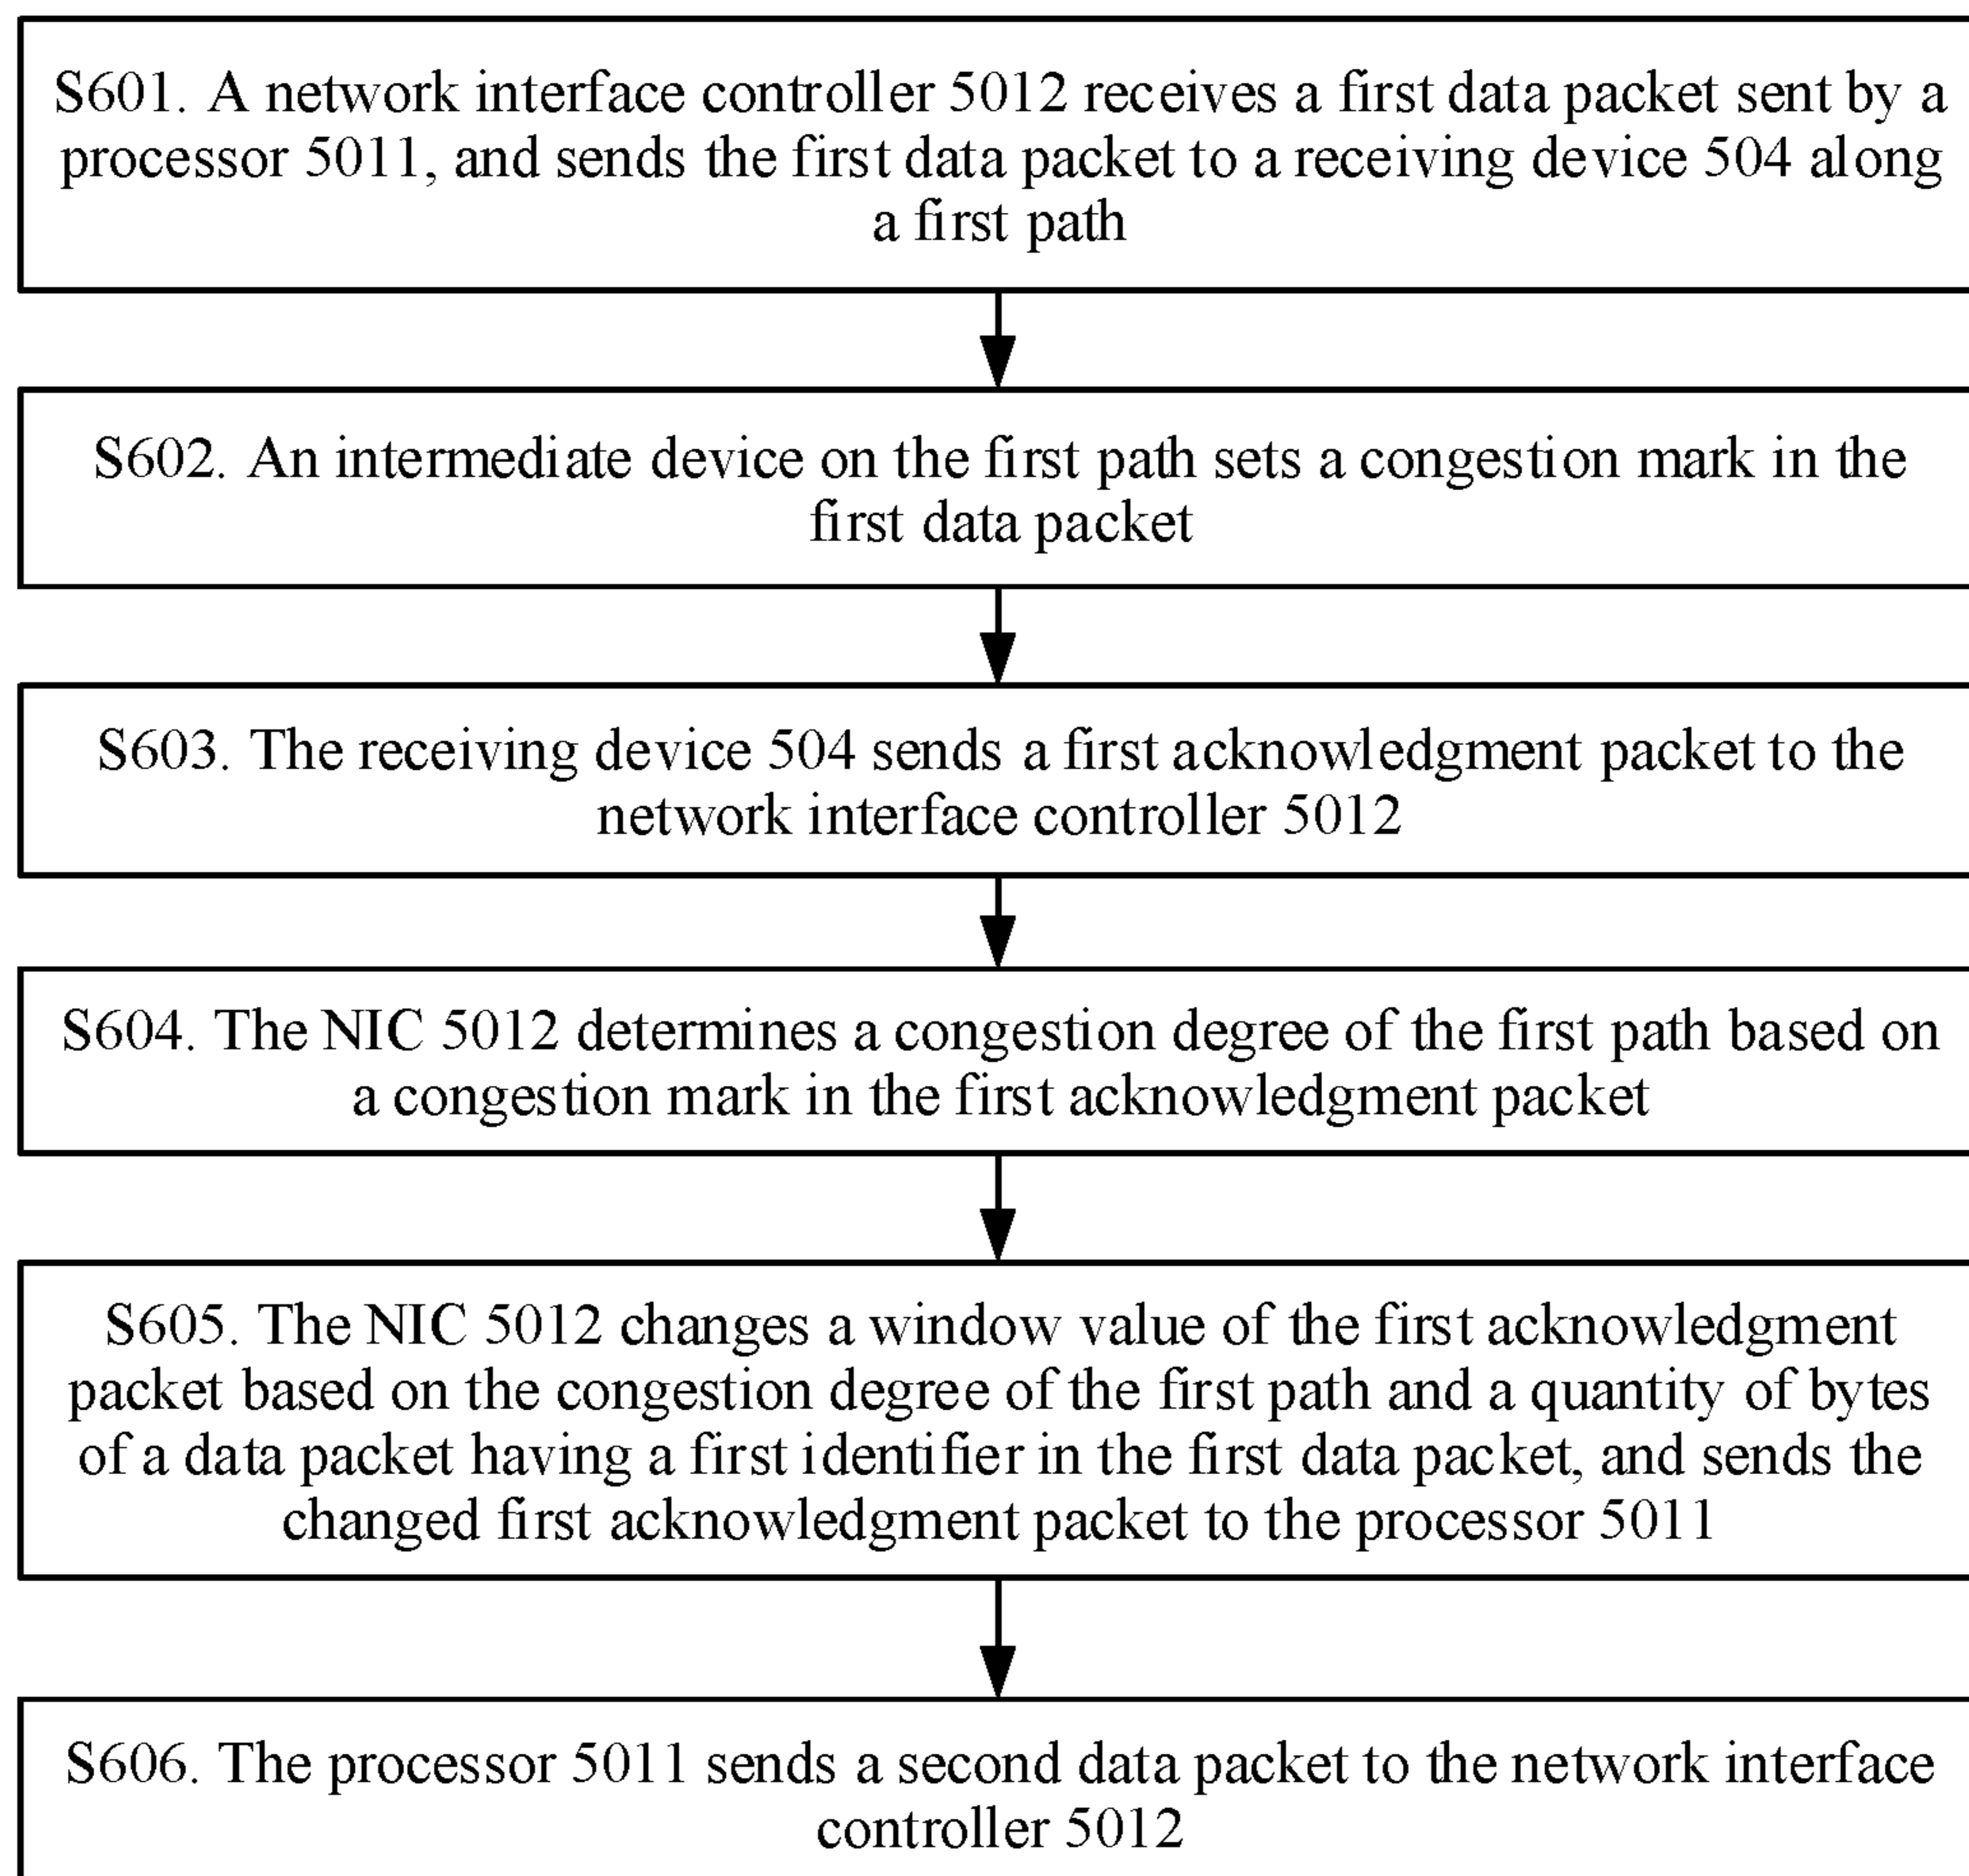 S601. A network interface controller 5012 receives a first data packet sent by a
processor 5011, and sends the first data packet to a receiving device 504 along
a first path
S602. An intermediate device on the first path sets a congestion mark in the
first data packet
S603. The receiving device 504 sends a first acknowledgment packet to the
network interface controller 5012
S604. The NIC 5012 determines a congestion degree of the first path based on
a congestion mark in the first acknowledgment packet
S605. The NIC 5012 changes a window value of the first acknowledgment
packet based on the congestion degree of the first path and a quantity of bytes
of a data packet having a first identifier in the first data packet, and sends the
changed first acknowledgment packet to the processor 5011
S606. The processor 5011 sends a second data packet to the network interface
controller 5012